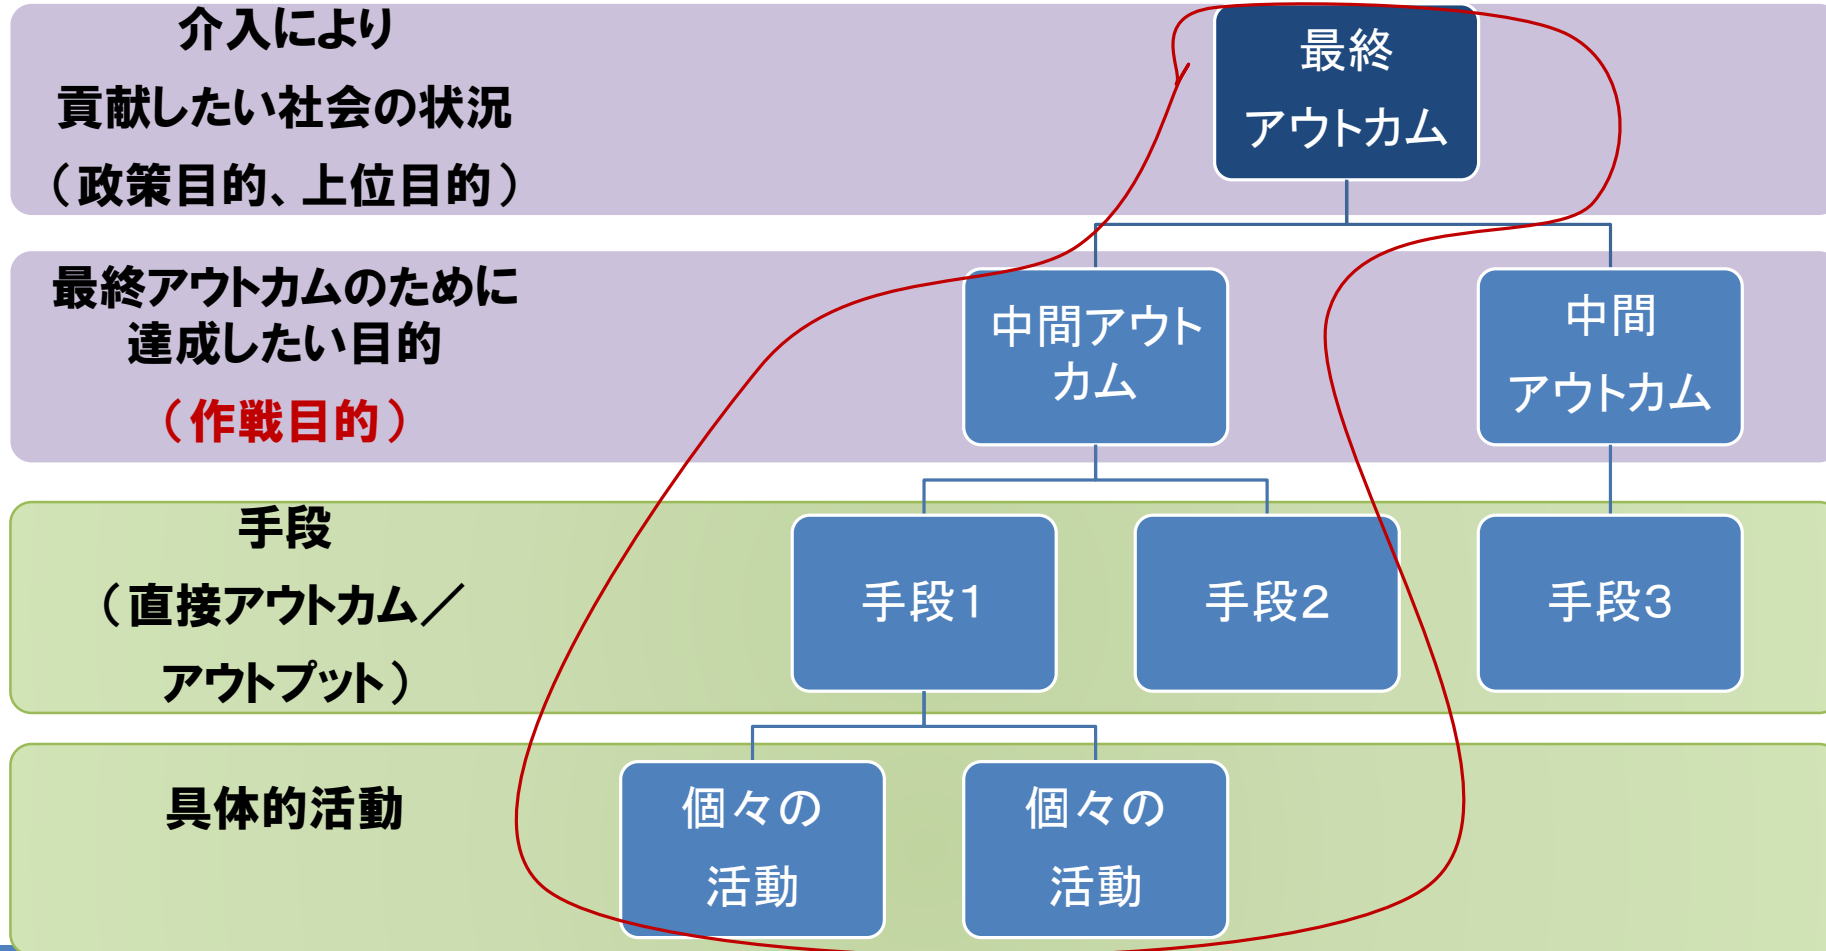 介入により
貢献したい社会の状況
（政策目的、上位目的）
最終
アウトカム
最終アウトカムのために
達成したい目的
（作戦目的）
中間アウト
カム
中間
アウトカム
手段
（直接アウトカム／
アウトプット）
手段１
手段２
手段３
具体的活動
個々の
活動
個々の
活動